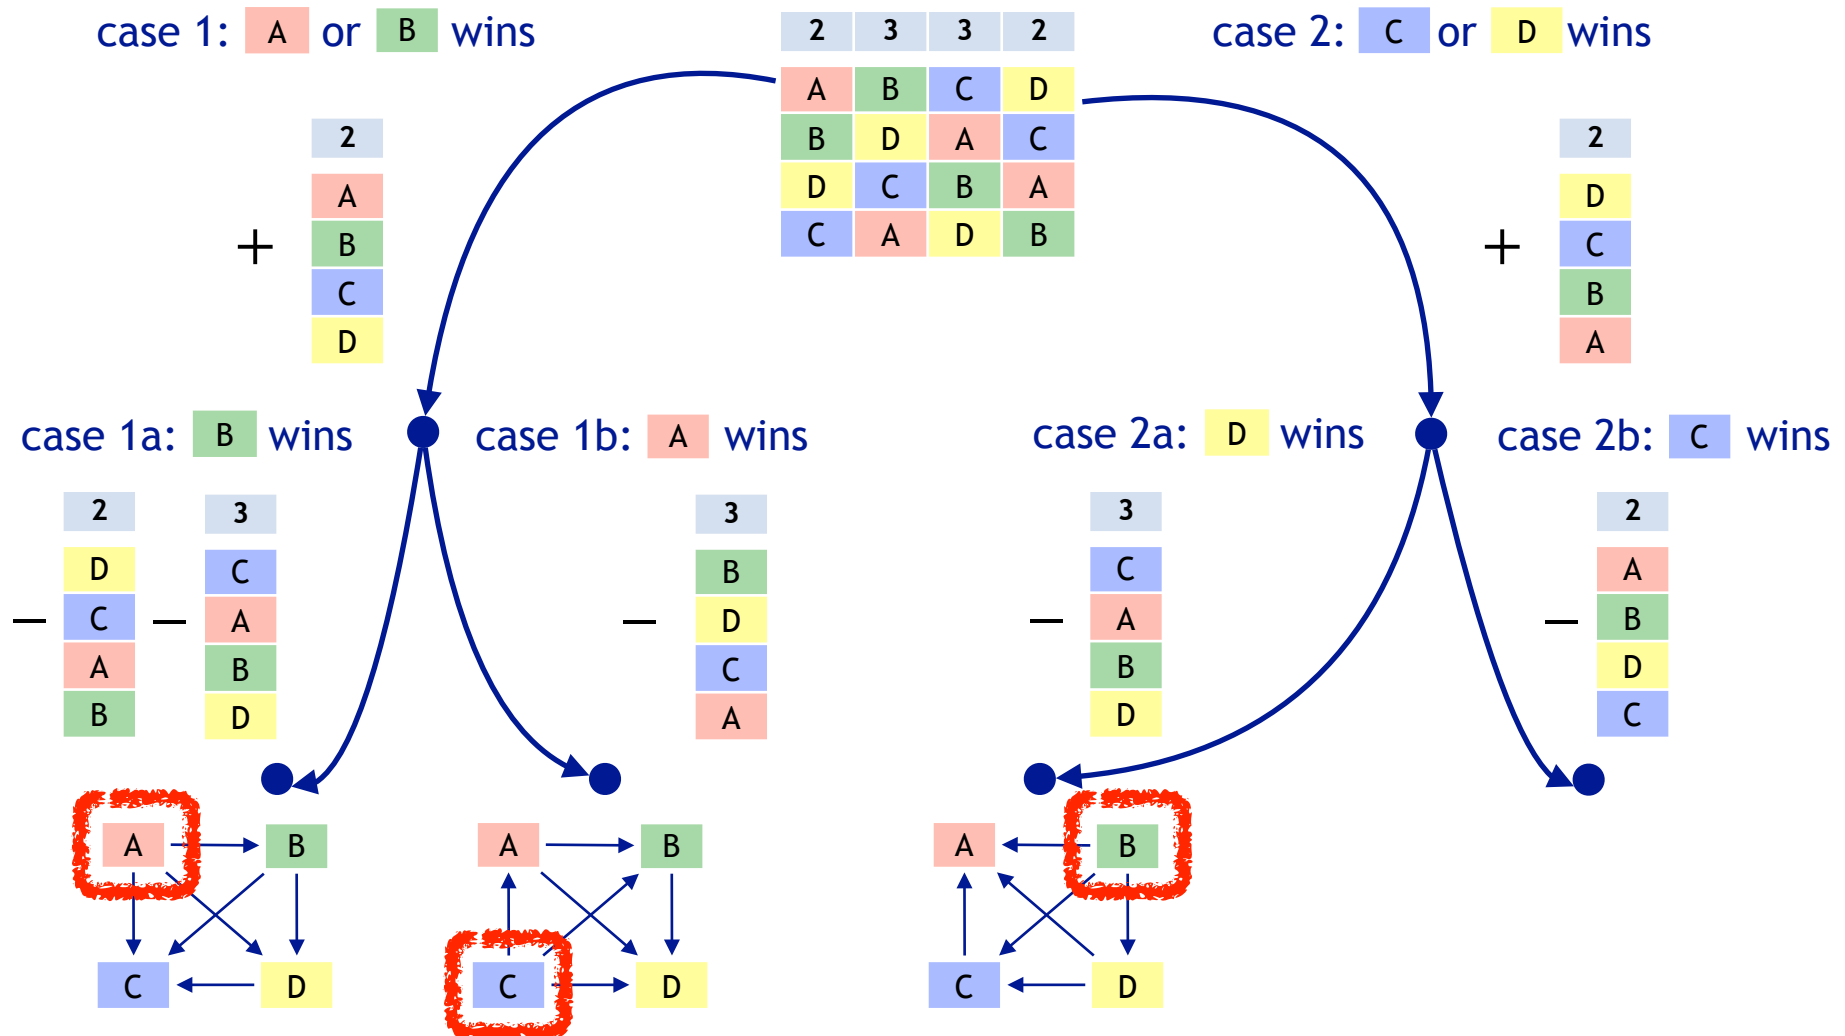 case 1: A or B wins
2 3 3 2
case 2: C or D wins
A B C D
B D A C
D C B A
C A D B
2
A
+ B
C
D
2
D
+ C
B
A
case 1a: B wins
case 1b: A wins
case 2a: D wins
case 2b: C wins
2 3
D C
– C – A
A B
B D
3
B
– D
C
A
3
C
– A
B
D
2
A
– B
D
C
A B
C D
A B
C D
A B
C D